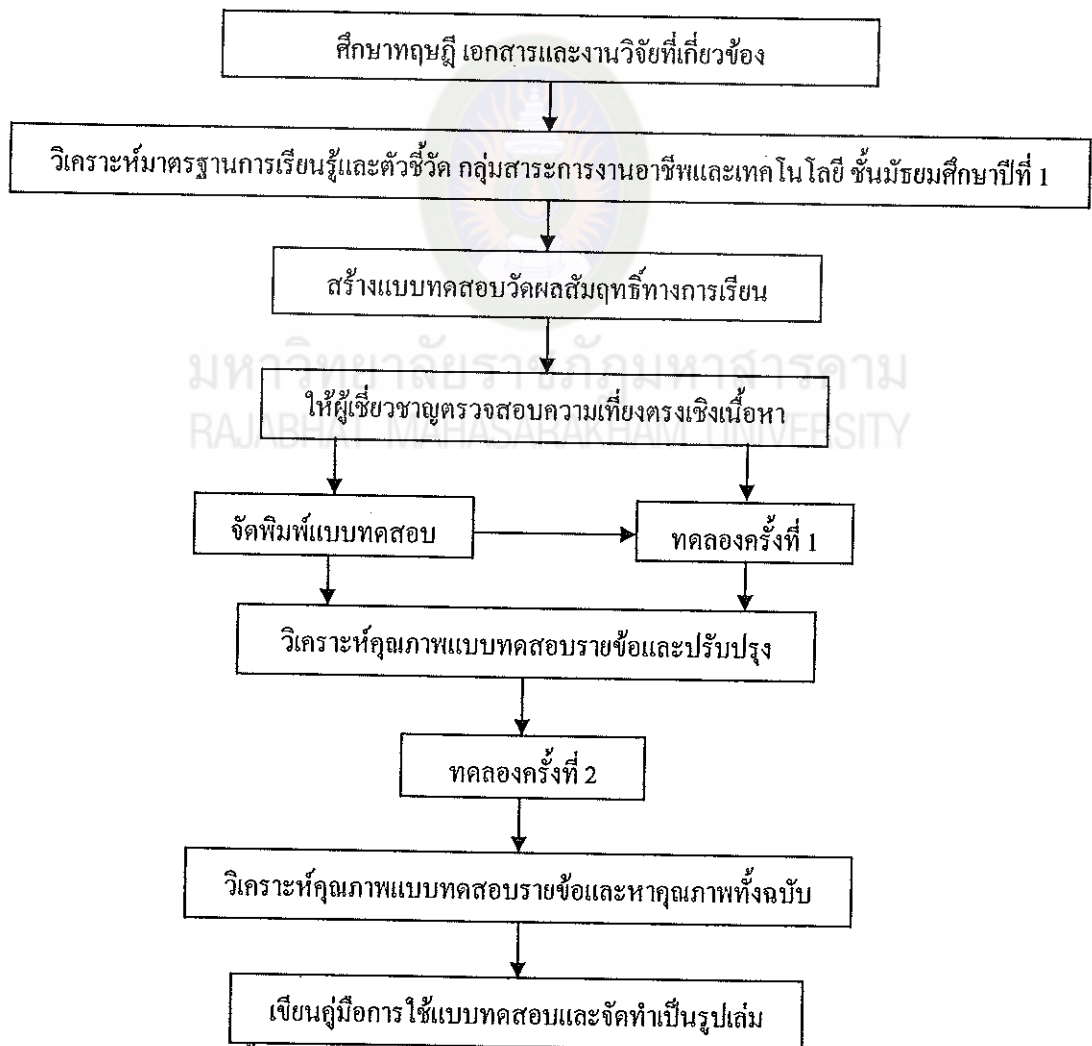 ศึกษาทฤษฎี เอกสารและงานวิจัยที่เกี่ยวข้อง
วิเคราะห์มาตรฐานการเรียนรู้และตัวชี้วัด กลุ่มสาระการงานอาชีพและเทคโนโลยี ชั้นมัธยมศึกษาปีที่ 1
สร้างแบบทดสอบวัดผลสัมฤทธิ์ทางการเรียน
มหาวิทยาลัยราชภัฏมหาสารคาม
ให้ผู้เชี่ยวชาญตรวจสอบความเที่ยงตรงเชิงเนื้อหา
RAJABHAT MAHASARAKHAM UNIVERSITY
จัดพิมพ์แบบทดสอบ
ทดลองครั้งที่ 1
วิเคราะห์คุณภาพแบบทดสอบรายข้อและปรับปรุง
ทดลองครั้งที่ 2
วิเคราะห์คุณภาพแบบทดสอบรายข้อและหาคุณภาพทั้งฉบับ
เขียนคู่มือการใช้แบบทดสอบและจัดทำเป็นรูปเล่ม